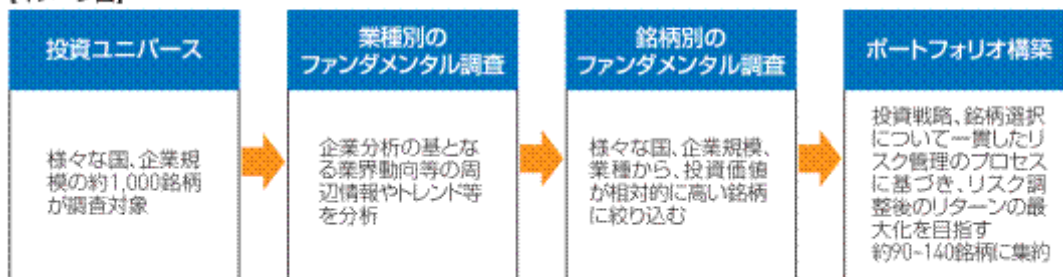 投資ユニバース
様々な国、企業規
模の約1,000銘柄
が調査対象
業種別の
ファンダメンタル調査
企業分析の基とな
る業界動向等の周
辺情報やトレンド等
を分析
銘柄別の
ファンダメンタル調査
様々な国、企業規模、
業種から、投資価値
が相対的に高い銘柄
に絞り込む
ポートフォリオ構築
投資戦略、銘柄選択
について一貫したリ
スク管理のプロセス
に基づき、リスク調
整後のリターンの最
大化を目指す
約90~140銘柄に集約